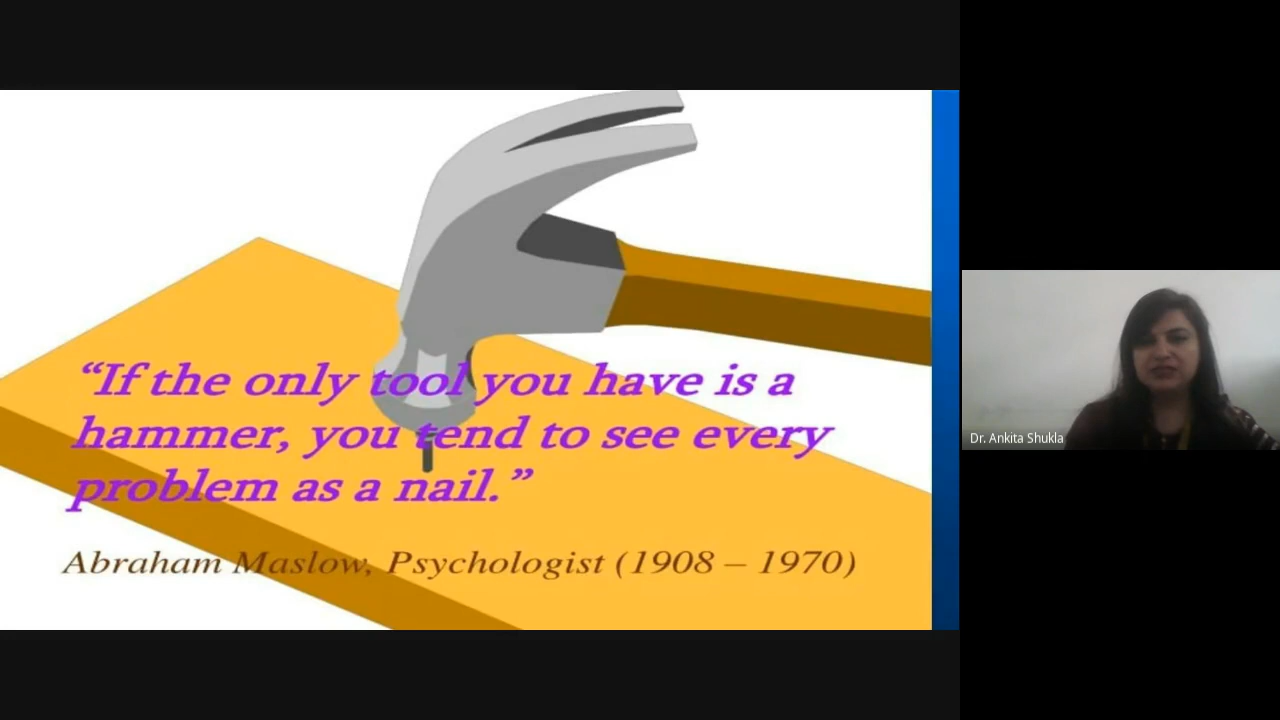 “If the only tool you have is a
hammer, you tend to see every
problem as a nail.”
Abraham Maslow, Psychologist (1908 – 1970)
Dr. Ankita Shukla